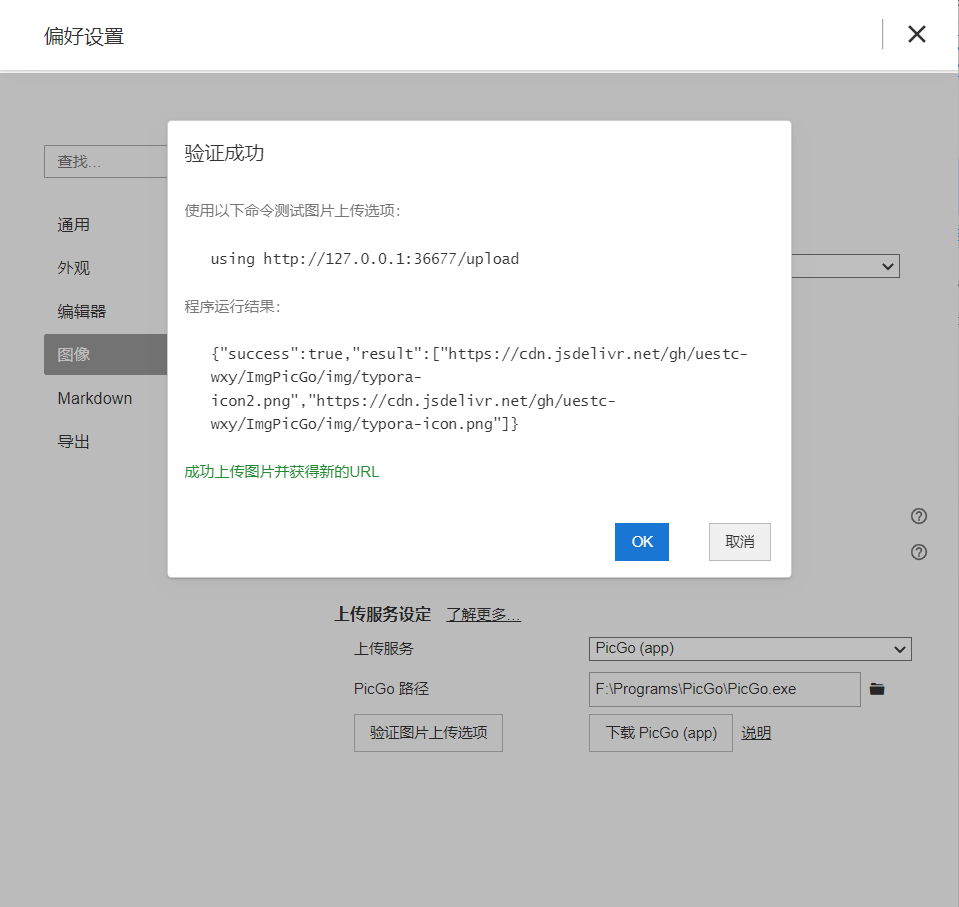 偏好设置
查找...
通用
外观
编辑器
图像
Markdown
导出
验证成功
使用以下命令测试图片上传选项：
using http://127.0.0.1:36677/upload
程序运行结果：
{"success":true,"result":["https://cdn.jsdelivr.net/gh/uestc-
wxy/ImgPicGo/img/typora-
icon2.png","https://cdn.jsdelivr.net/gh/uestc-
wxy/ImgPicGo/img/typora-icon.png"]}
成功上传图片并获得新的URL
OK 取消
上传服务设定 了解更多...
上传服务 PicGo (app)
PicGo 路径 F:\Programs\PicGo\PicGo.exe
验证图片上传选项 下载 PicGo (app) 说明